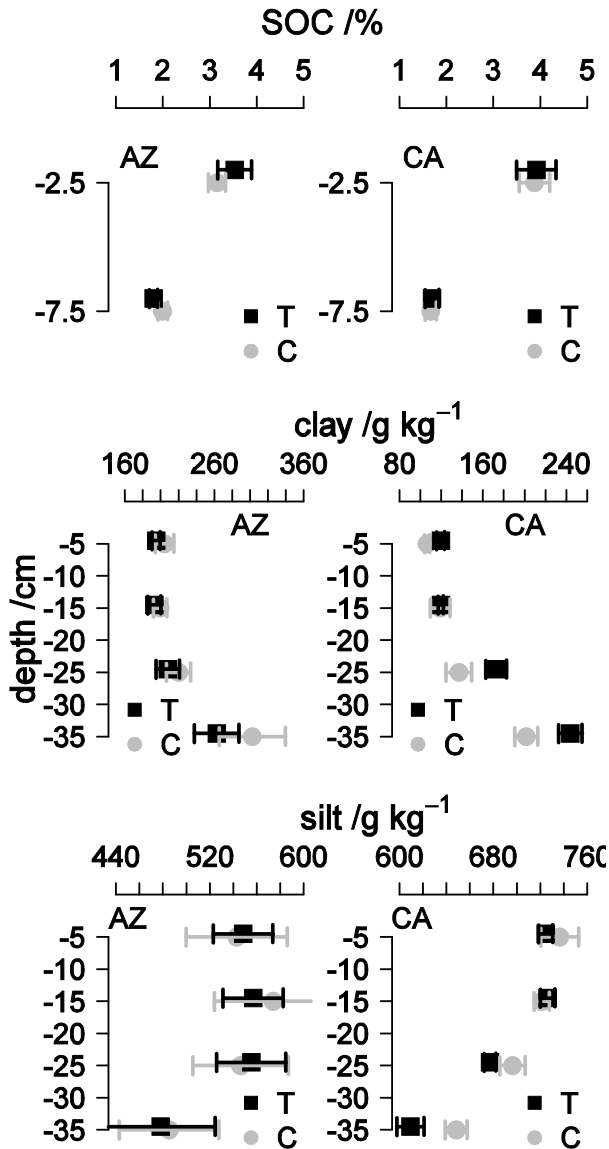 SOC /%
1 2 3 4 5 1 2 3 4 5
AZ CA
-2.5 -2.5
-7.5 -7.5
T T
C C
clay /g kg⁻¹
160 260 360 80 160 240
AZ CA
depth /cm
-5 -5
-10 -10
-15 -15
-20 -20
-25 -25
-30 -30
T T
-35 -35
C C
silt /g kg⁻¹
440 520 600 600 680 760
AZ CA
-5 -5
-10 -10
-15 -15
-20 -20
-25 -25
-30 -30
T T
-35 -35
C C